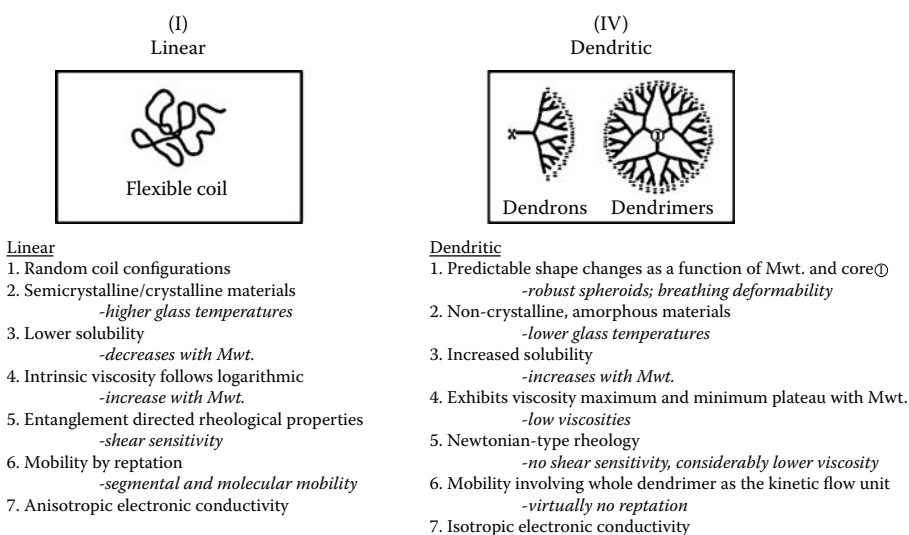 (I)
Linear
Flexible coil
Linear
1. Random coil configurations
2. Semicrystalline/crystalline materials
-higher glass temperatures
3. Lower solubility
-decreases with Mwt.
4. Intrinsic viscosity follows logarithmic
-increase with Mwt.
5. Entanglement directed rheological properties
-shear sensitivity
6. Mobility by reptation
-segmental and molecular mobility
7. Anisotropic electronic conductivity
(IV)
Dendritic
X
Dendrons Dendrimers
Dendritic
1. Predictable shape changes as a function of Mwt. and core Ⓘ
-robust spheroids; breathing deformability
2. Non-crystalline, amorphous materials
-lower glass temperatures
3. Increased solubility
-increases with Mwt.
4. Exhibits viscosity maximum and minimum plateau with Mwt.
-low viscosities
5. Newtonian-type rheology
-no shear sensitivity, considerably lower viscosity
6. Mobility involving whole dendrimer as the kinetic flow unit
-virtually no reptation
7. Isotropic electronic conductivity